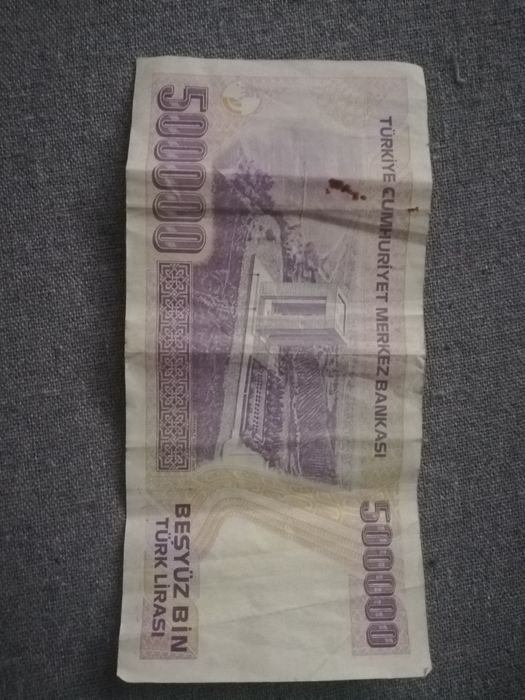 TÜRKİYE CUMHURİYET MERKEZ BANKASI
500000
500000
BEŞYÜZ BİN
TÜRK LİRASI